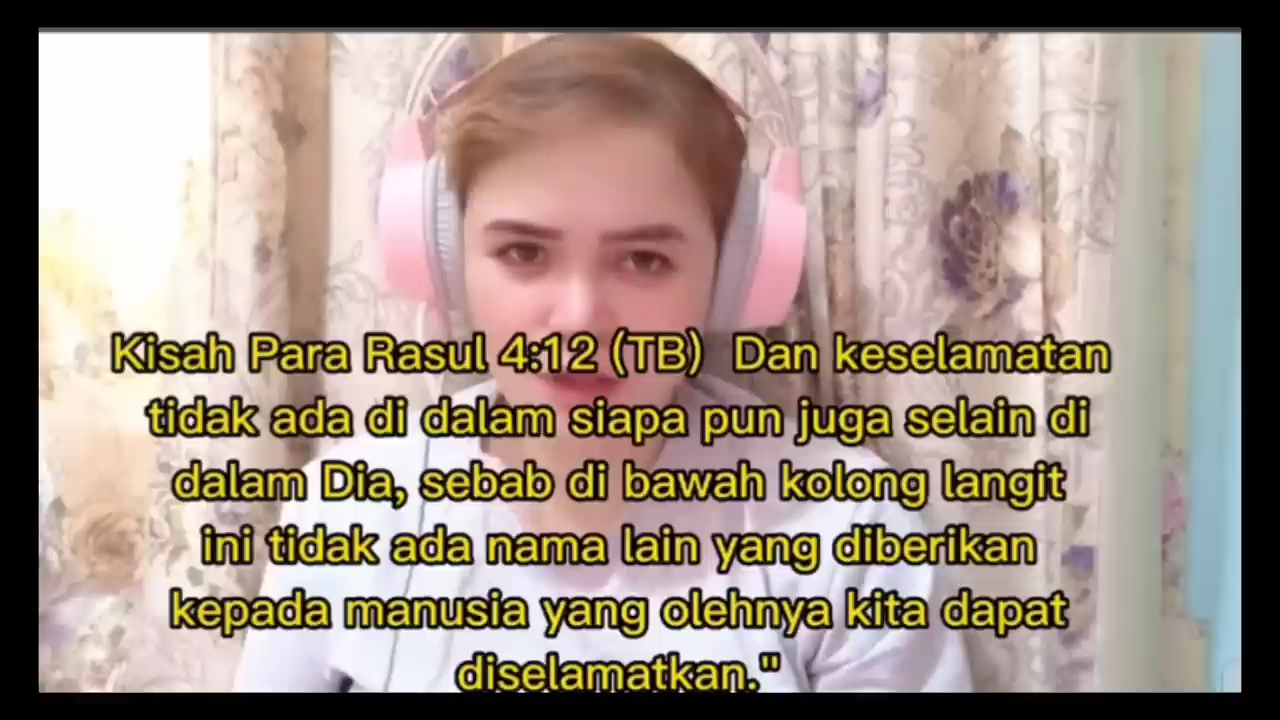 Kisah Para Rasul 4:12 (TB)  Dan keselamatan
tidak ada di dalam siapa pun juga selain di
dalam Dia, sebab di bawah kolong langit
ini tidak ada nama lain yang diberikan
kepada manusia yang olehnya kita dapat
diselamatkan."